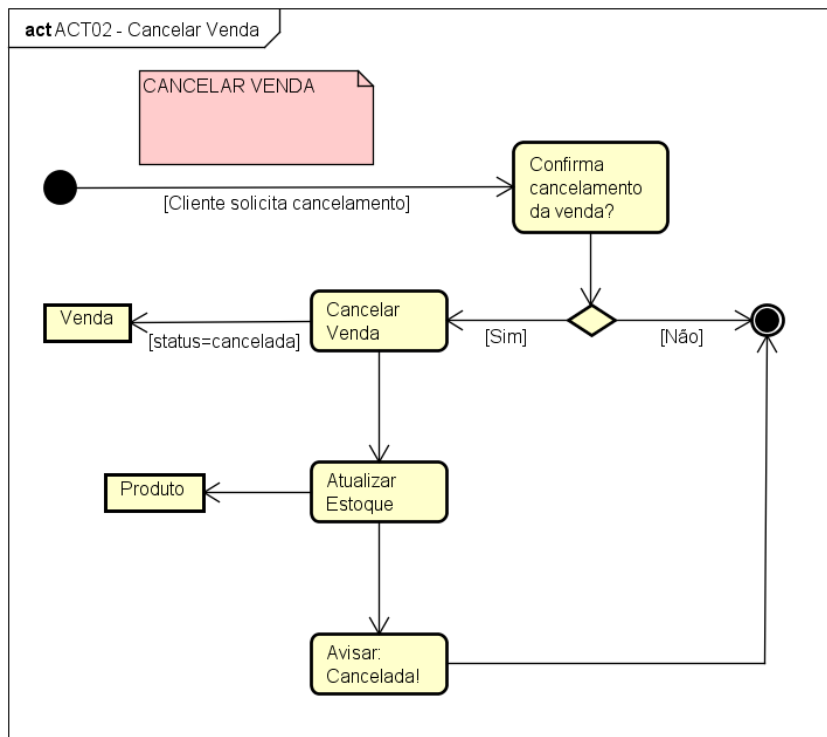 act ACT02 - Cancelar Venda
CANCELAR VENDA
Confirma
cancelamento
da venda?
[Cliente solicita cancelamento]
Venda
[status=cancelada]
Cancelar
Venda
[Sim]
[Não]
Produto
Atualizar
Estoque
Avisar:
Cancelada!